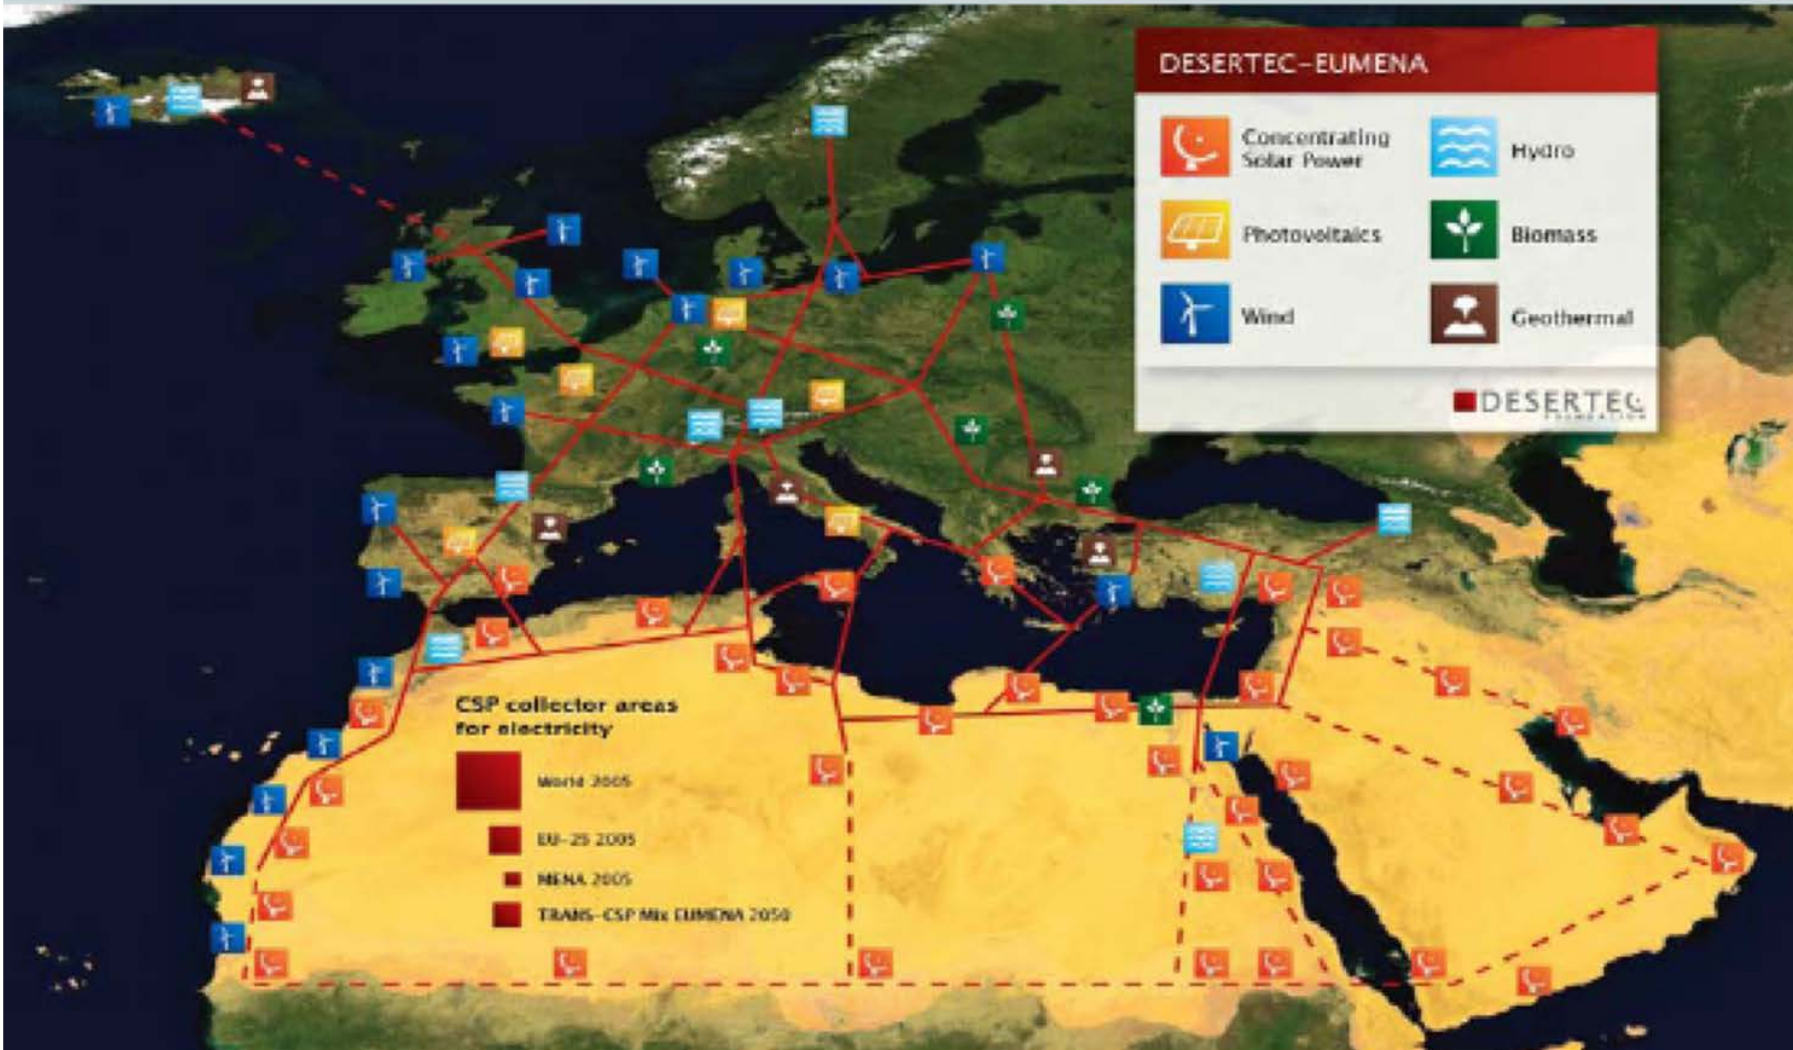 DESERTEC-EUMENA
Concentrating
Solar Power
Hydro
Photovoltaics
Biomass
Wind
Geothermal
DESERTEC
FOUNDATION
CSP collector areas
for electricity
World 2005
EU-25 2005
MENA 2005
TRANS-CSP Mix EUMENA 2050